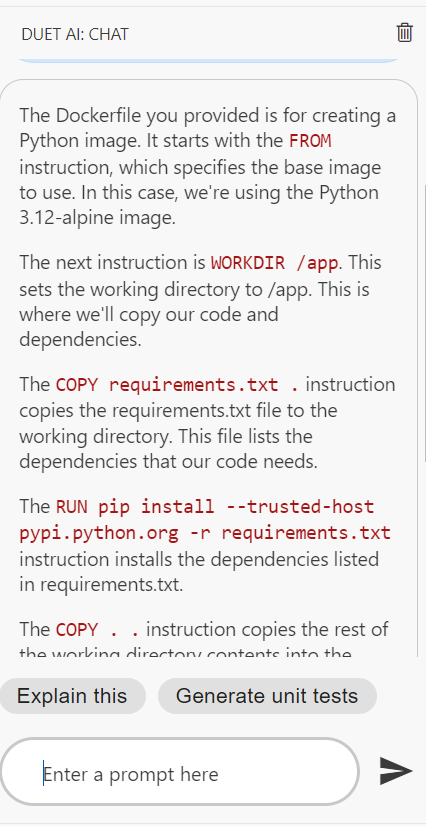 DUET AI: CHAT
The Dockerfile you provided is for creating a
Python image. It starts with the FROM
instruction, which specifies the base image
to use. In this case, we're using the Python
3.12-alpine image.
The next instruction is WORKDIR /app. This
sets the working directory to /app. This is
where we'll copy our code and
dependencies.
The COPY requirements.txt . instruction
copies the requirements.txt file to the
working directory. This file lists the
dependencies that our code needs.
The RUN pip install --trusted-host
pypi.python.org -r requirements.txt
instruction installs the dependencies listed
in requirements.txt.
The COPY . . instruction copies the rest of
the working directory contents into the
Explain this
Generate unit tests
Enter a prompt here